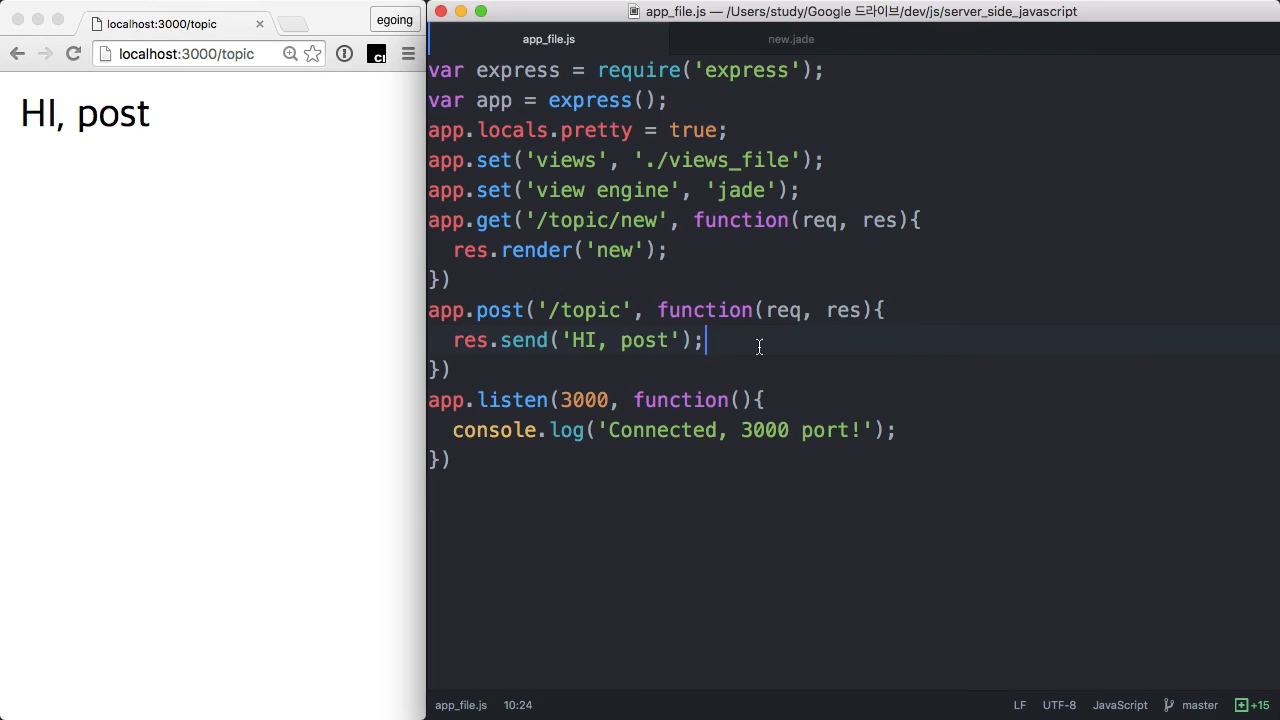 localhost:3000/topic
egoing
localhost:3000/topic
HI, post
app_file.js — /Users/study/Google 드라이브/dev/js/server_side_javascript
app_file.js
new.jade
var express = require('express');
var app = express();
app.locals.pretty = true;
app.set('views', './views_file');
app.set('view engine', 'jade');
app.get('/topic/new', function(req, res){
  res.render('new');
})
app.post('/topic', function(req, res){
  res.send('HI, post');
})
app.listen(3000, function(){
  console.log('Connected, 3000 port!');
})
app_file.js 10:24
LF UTF-8 JavaScript master +15